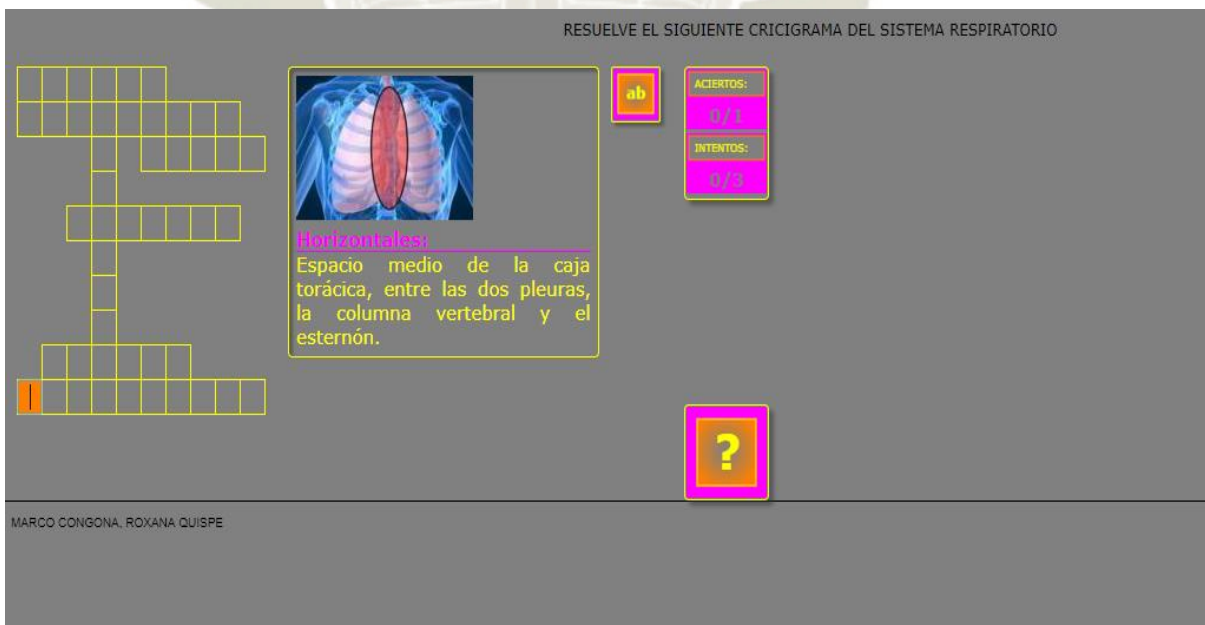 RESUELVE EL SIGUIENTE CRICIGRAMA DEL SISTEMA RESPIRATORIO
ab
ACIERTOS:
0/1
INTENTOS:
0/3
Horizontales:
Espacio medio de la caja
torácica, entre las dos pleuras,
la columna vertebral y el
esternón.
?
MARCO CONGONA, ROXANA QUISPE